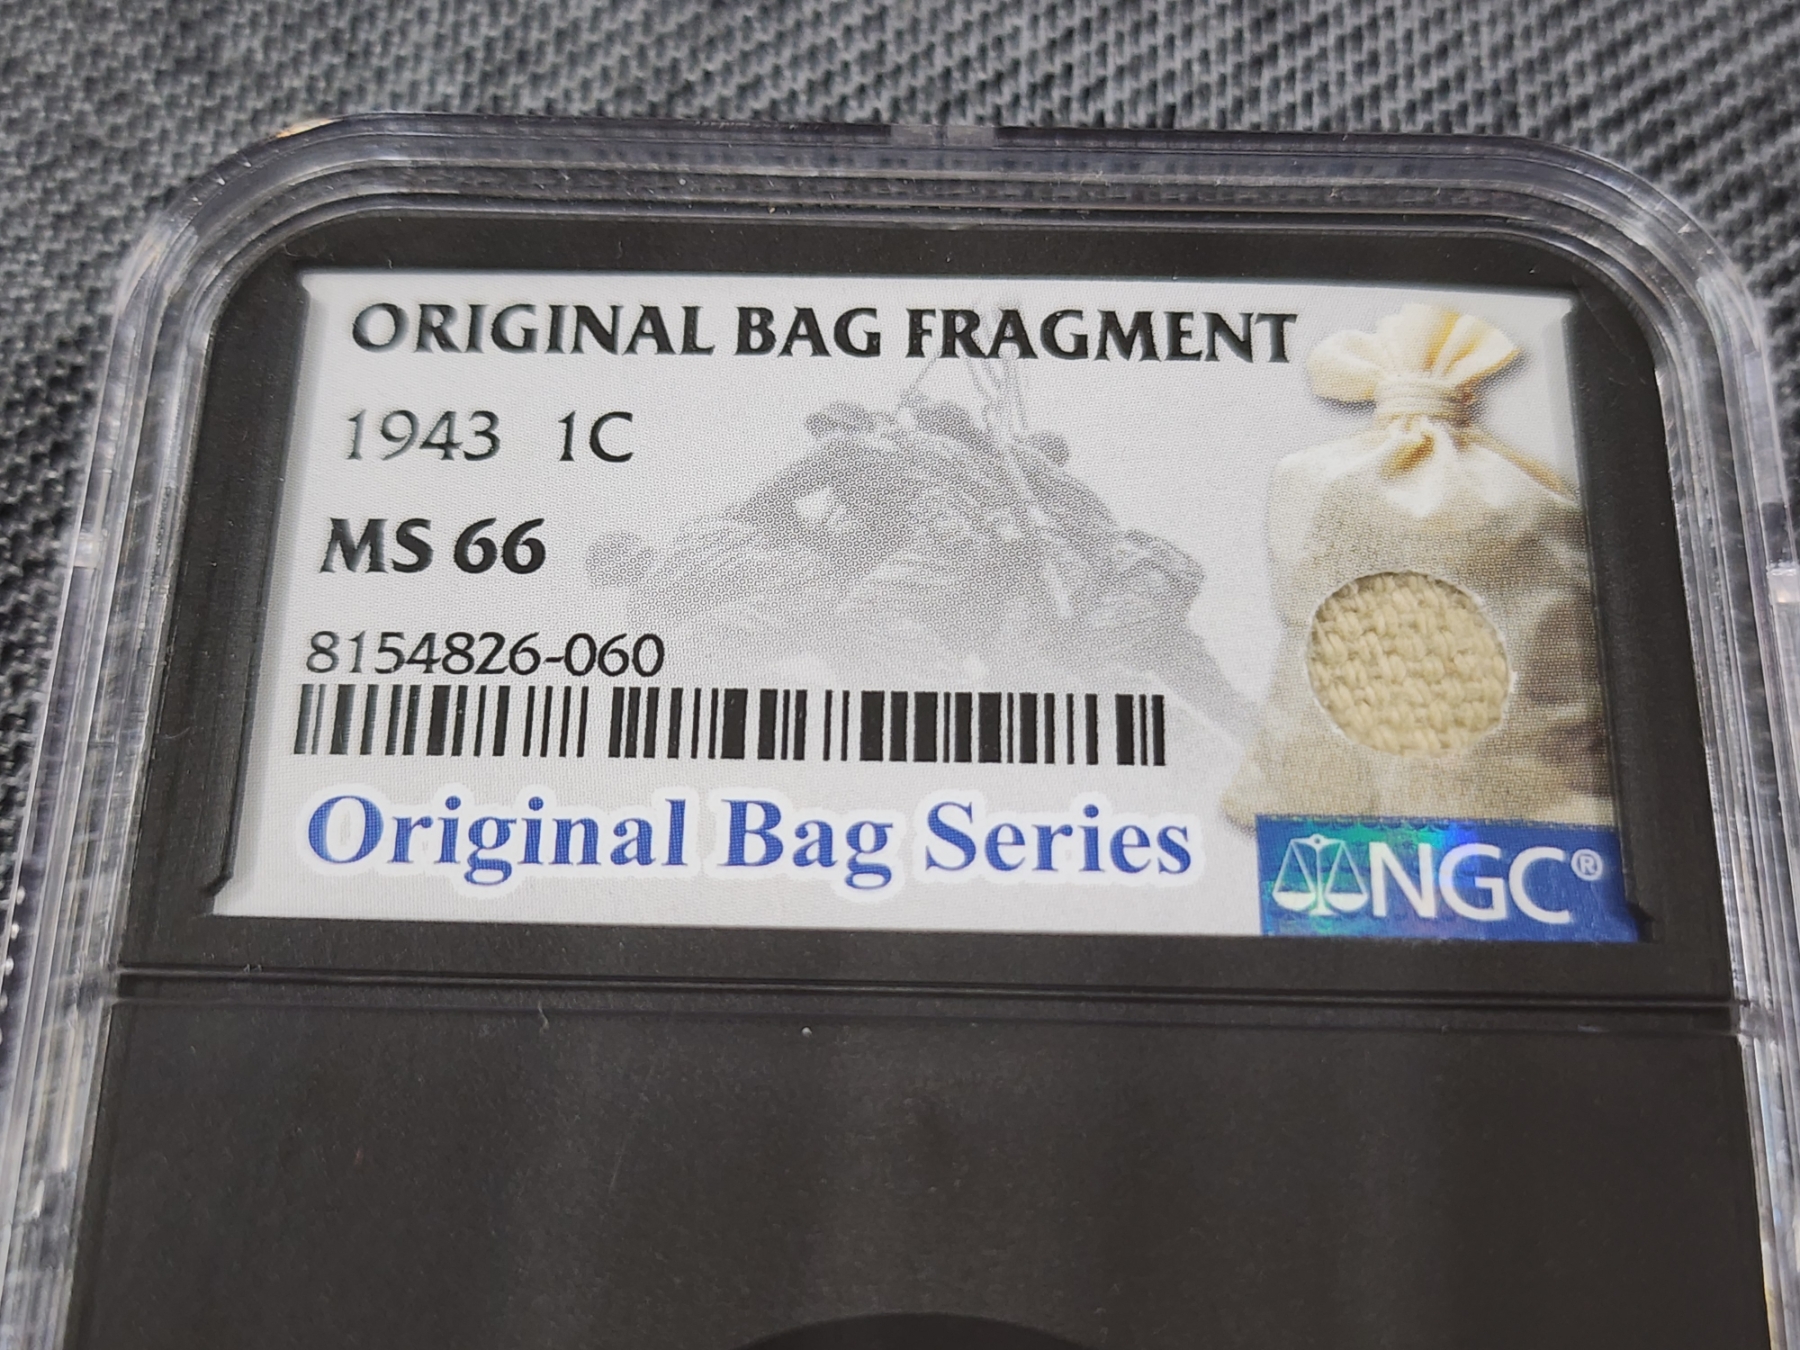 ORIGINAL BAG FRAGMENT
1943 1C
MS 66
8154826-060
Original Bag Series
NGC®